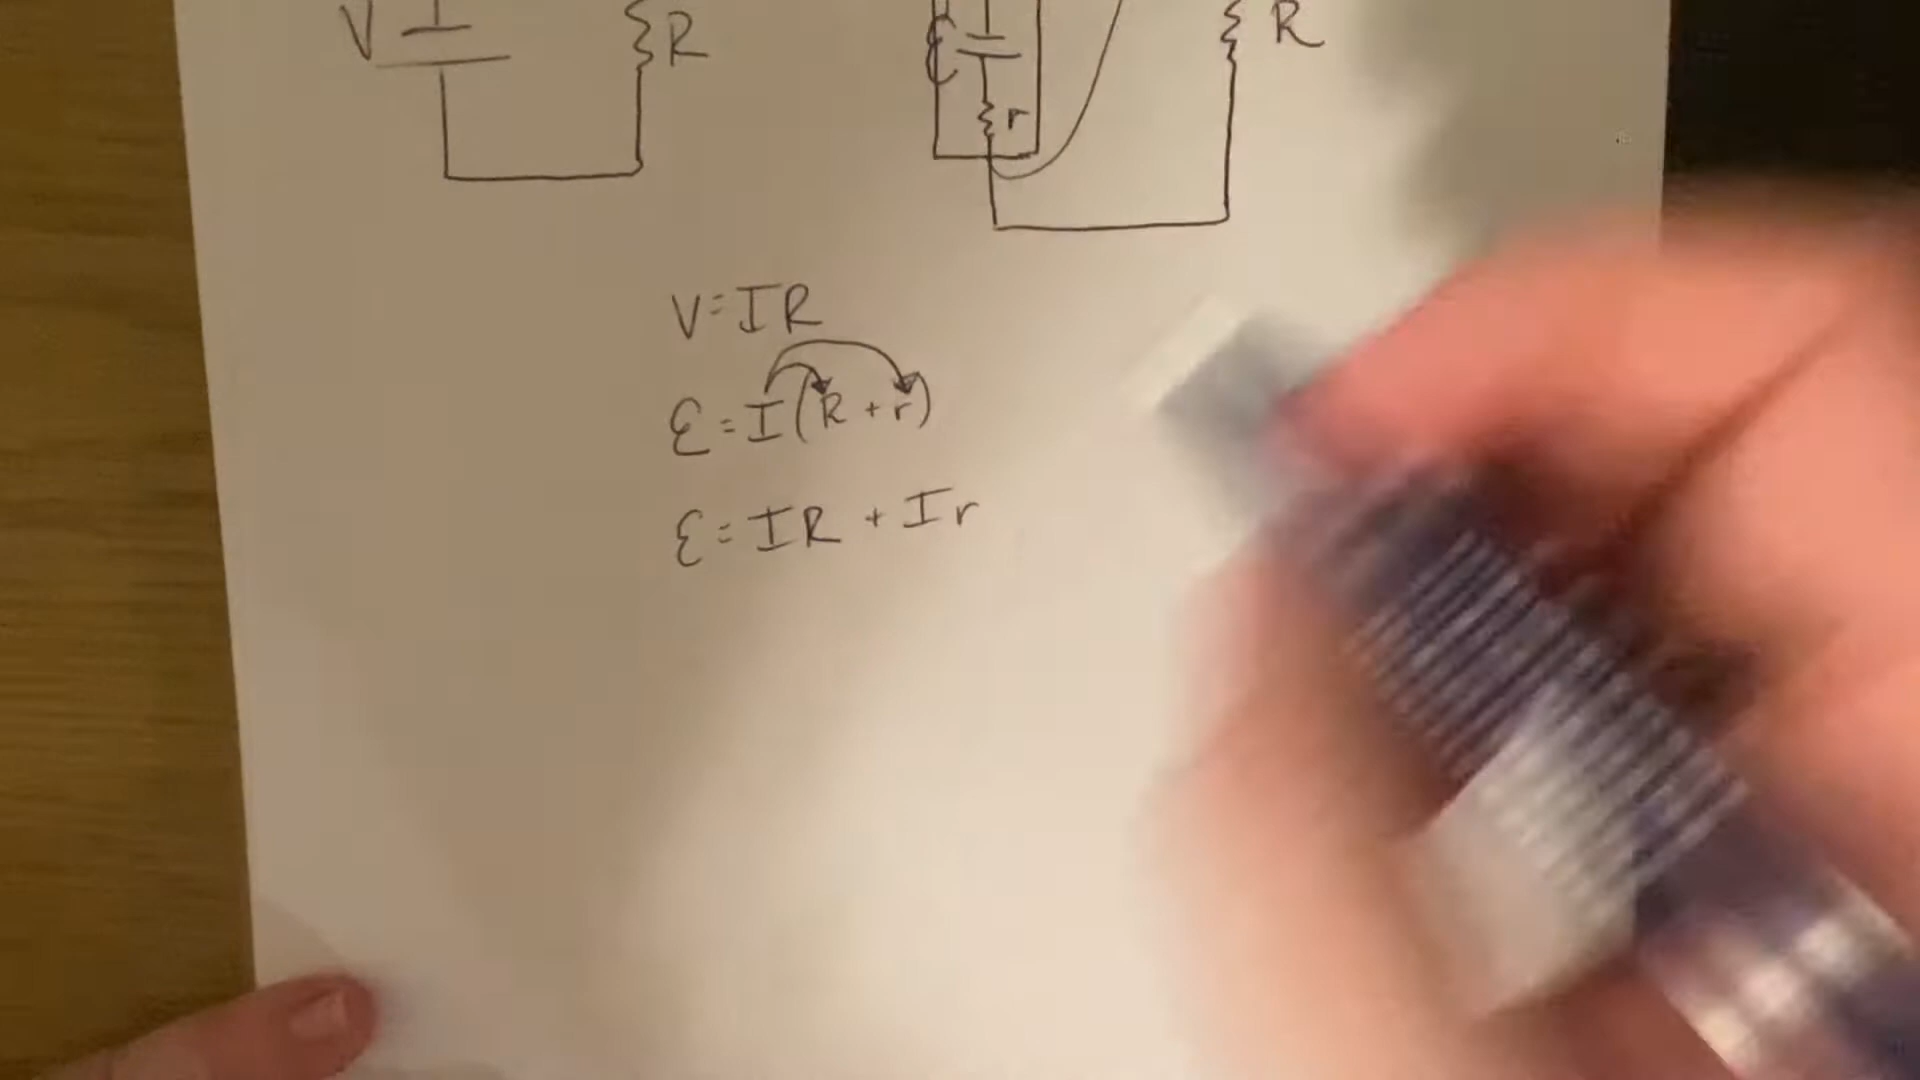 V R
ℰ r R
V=IR
ℰ=I(R+r)
ℰ=IR+Ir